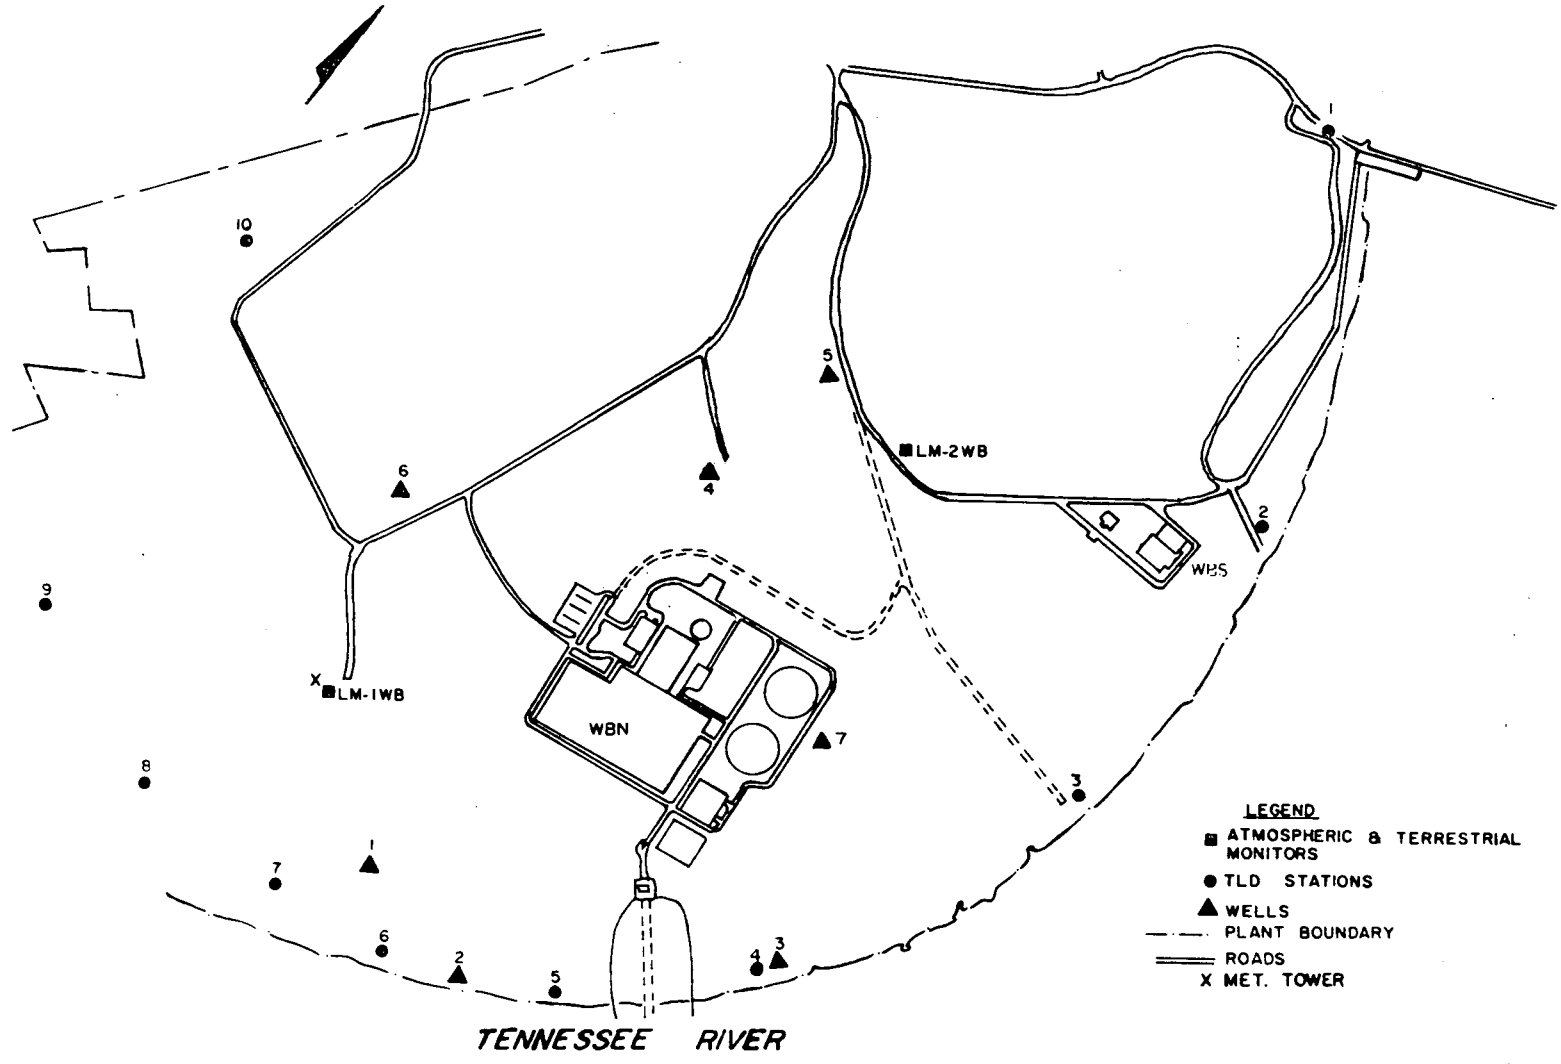 1
10
5
LM-2WB
6
4
2
WBS
9
X
LM-1WB
WBN
7
8
3
LEGEND
ATMOSPHERIC & TERRESTRIAL
MONITORS
1
7
TLD STATIONS
WELLS
PLANT BOUNDARY
6
2
5
4
3
ROADS
X MET. TOWER
TENNESSEE RIVER